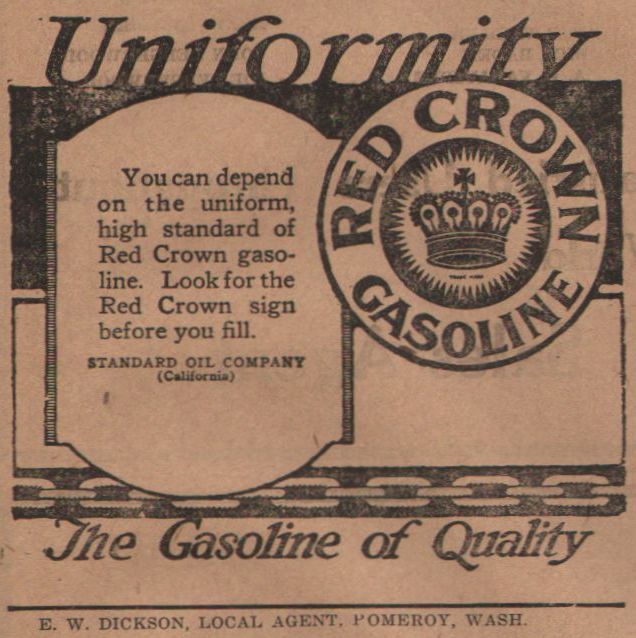 Uniformity
You can depend
on the uniform,
high standard of
Red Crown gaso-
line. Look for the
Red Crown sign
before you fill.
STANDARD OIL COMPANY
(California)
RED CROWN
GASOLINE
TRADE MARK
The Gasoline of Quality
E. W. DICKSON, LOCAL AGENT, POMEROY, WASH.